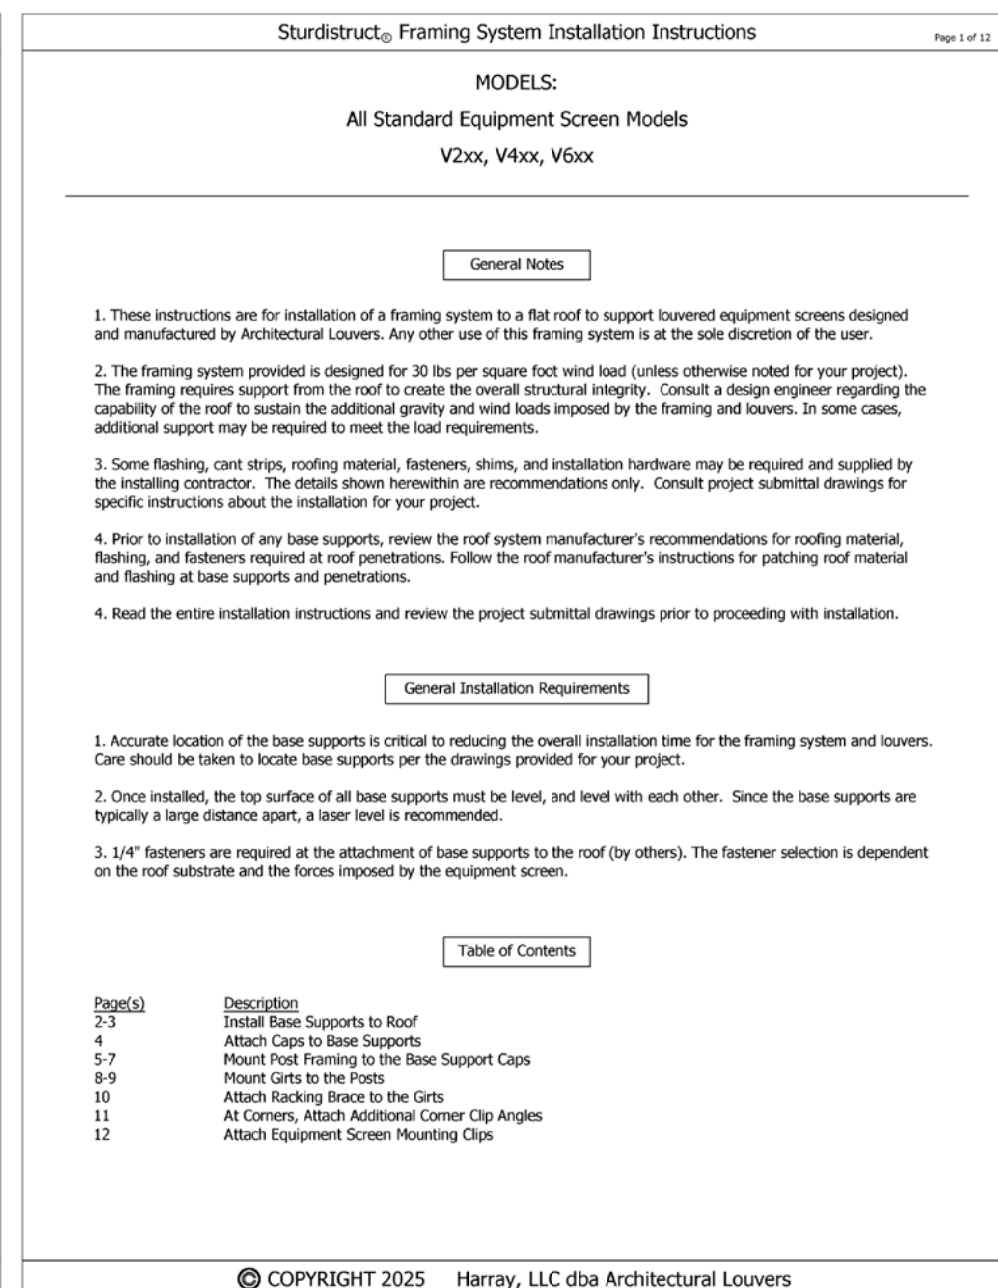 Sturdistruct® Framing System Installation Instructions
Page 1 of 12
MODELS:
All Standard Equipment Screen Models
V2xx, V4xx, V6xx
General Notes
1. These instructions are for installation of a framing system to a flat roof to support louvered equipment screens designed
and manufactured by Architectural Louvers. Any other use of this framing system is at the sole discretion of the user.
2. The framing system provided is designed for 30 lbs per square foot wind load (unless otherwise noted for your project).
The framing requires support from the roof to create the overall structural integrity.  Consult a design engineer regarding the
capability of the roof to sustain the additional gravity and wind loads imposed by the framing and louvers. In some cases,
additional support may be required to meet the load requirements.
3. Some flashing, cant strips, roofing material, fasteners, shims, and installation hardware may be required and supplied by
the installing contractor.  The details shown herewithin are recommendations only.  Consult project submittal drawings for
specific instructions about the installation for your project.
4. Prior to installation of any base supports, review the roof system manufacturer's recommendations for roofing material,
flashing, and fasteners required at roof penetrations. Follow the roof manufacturer's instructions for patching roof material
and flashing at base supports and penetrations.
4. Read the entire installation instructions and review the project submittal drawings prior to proceeding with installation.
General Installation Requirements
1. Accurate location of the base supports is critical to reducing the overall installation time for the framing system and louvers.
Care should be taken to locate base supports per the drawings provided for your project.
2. Once installed, the top surface of all base supports must be level, and level with each other.  Since the base supports are
typically a large distance apart, a laser level is recommended.
3. 1/4" fasteners are required at the attachment of base supports to the roof (by others). The fastener selection is dependent
on the roof substrate and the forces imposed by the equipment screen.
Table of Contents
Page(s) Description
2-3 Install Base Supports to Roof
4 Attach Caps to Base Supports
5-7 Mount Post Framing to the Base Support Caps
8-9 Mount Girts to the Posts
10 Attach Racking Brace to the Girts
11 At Corners, Attach Additional Corner Clip Angles
12 Attach Equipment Screen Mounting Clips
© COPYRIGHT 2025 Harray, LLC dba Architectural Louvers